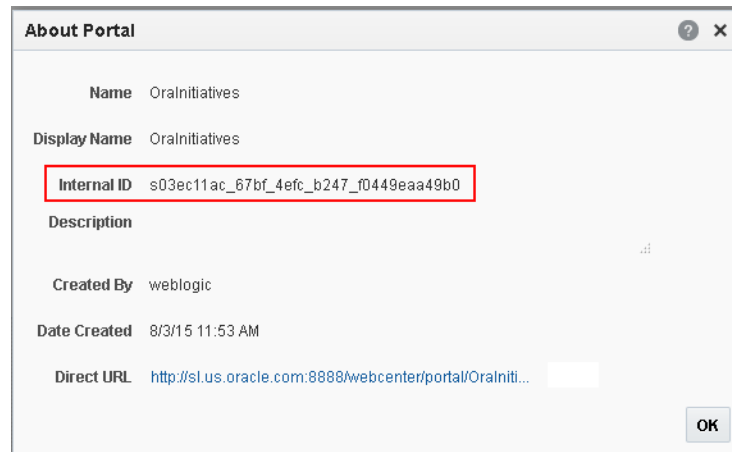 About Portal
Name OraInitiatives
Display Name OraInitiatives
Internal ID s03ec11ac_67bf_4efc_b247_f0449eaa49b0
Description
Created By weblogic
Date Created 8/3/15 11:53 AM
Direct URL http://sl.us.oracle.com:8888/webcenter/portal/OraIniti...
OK